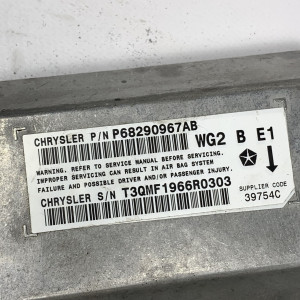 CHRYSLER P/N P68290967AB
WG2 B E1
WARNING. REFER TO SERVICE MANUAL BEFORE SERVICING.
IMPROPER SERVICING CAN RESULT IN AIR BAG SYSTEM
FAILURE AND POSSIBLE DRIVER AND/OR PASSENGER INJURY.
CHRYSLER S/N T3QMF1966R0303
SUPPLIER CODE
39754C